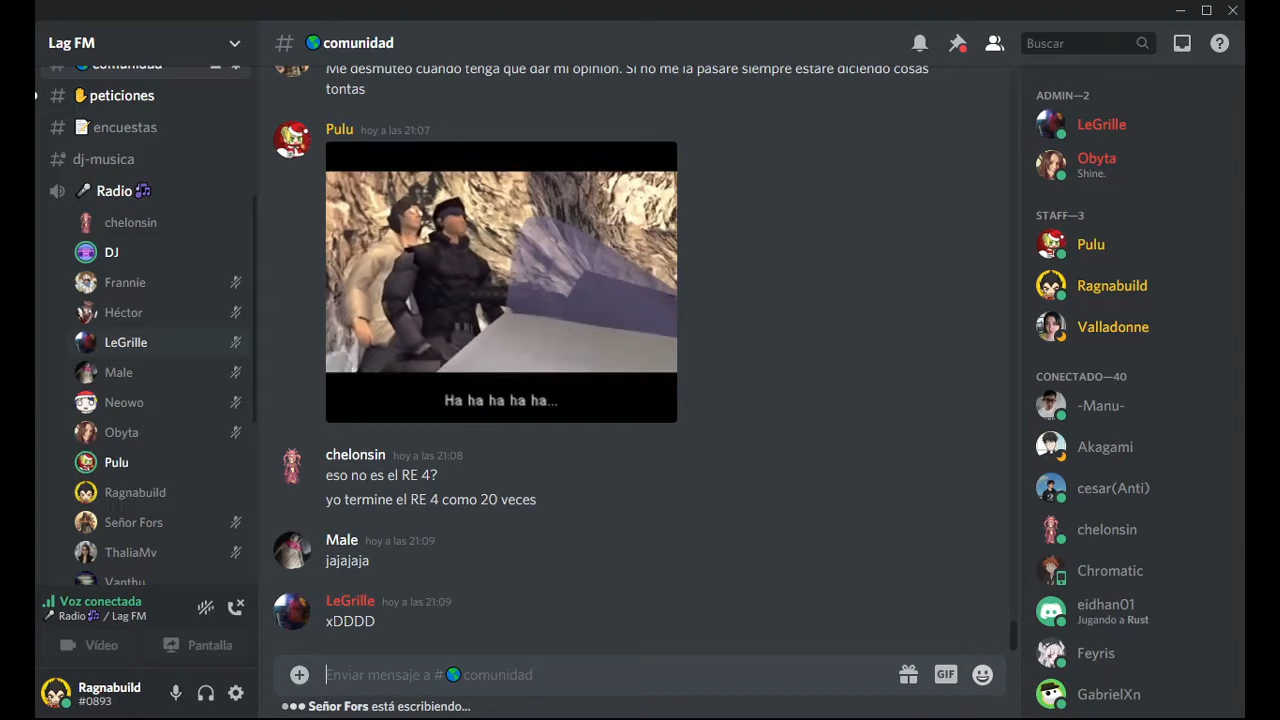 Lag FM
comunidad
peticiones
encuestas
dj-musica
Radio
chelonsin
DJ
Frannie
Héctor
LeGrille
Male
Neowo
Obyta
Pulu
Ragnabuild
Señor Fors
ThaliaMv
Vanthu
Voz conectada
Radio / Lag FM
Vídeo
Pantalla
Ragnabuild
#0893
# comunidad
Buscar
Me desmuteo cuando tenga que dar mi opinion. Si no me la pasare siempre estare diciendo cosas
tontas
Pulu hoy a las 21:07
Ha ha ha ha ha...
chelonsin hoy a las 21:08
eso no es el RE 4?
yo termine el RE 4 como 20 veces
Male hoy a las 21:09
jajajaja
LeGrille hoy a las 21:09
xDDDD
Enviar mensaje a # comunidad
GIF
Señor Fors está escribiendo...
ADMIN—2
LeGrille
Obyta
Shine.
STAFF—3
Pulu
Ragnabuild
Valladonne
CONECTADO—40
-Manu-
Akagami
cesar(Anti)
chelonsin
Chromatic
eidhan01
Jugando a Rust
Feyris
GabrielXn